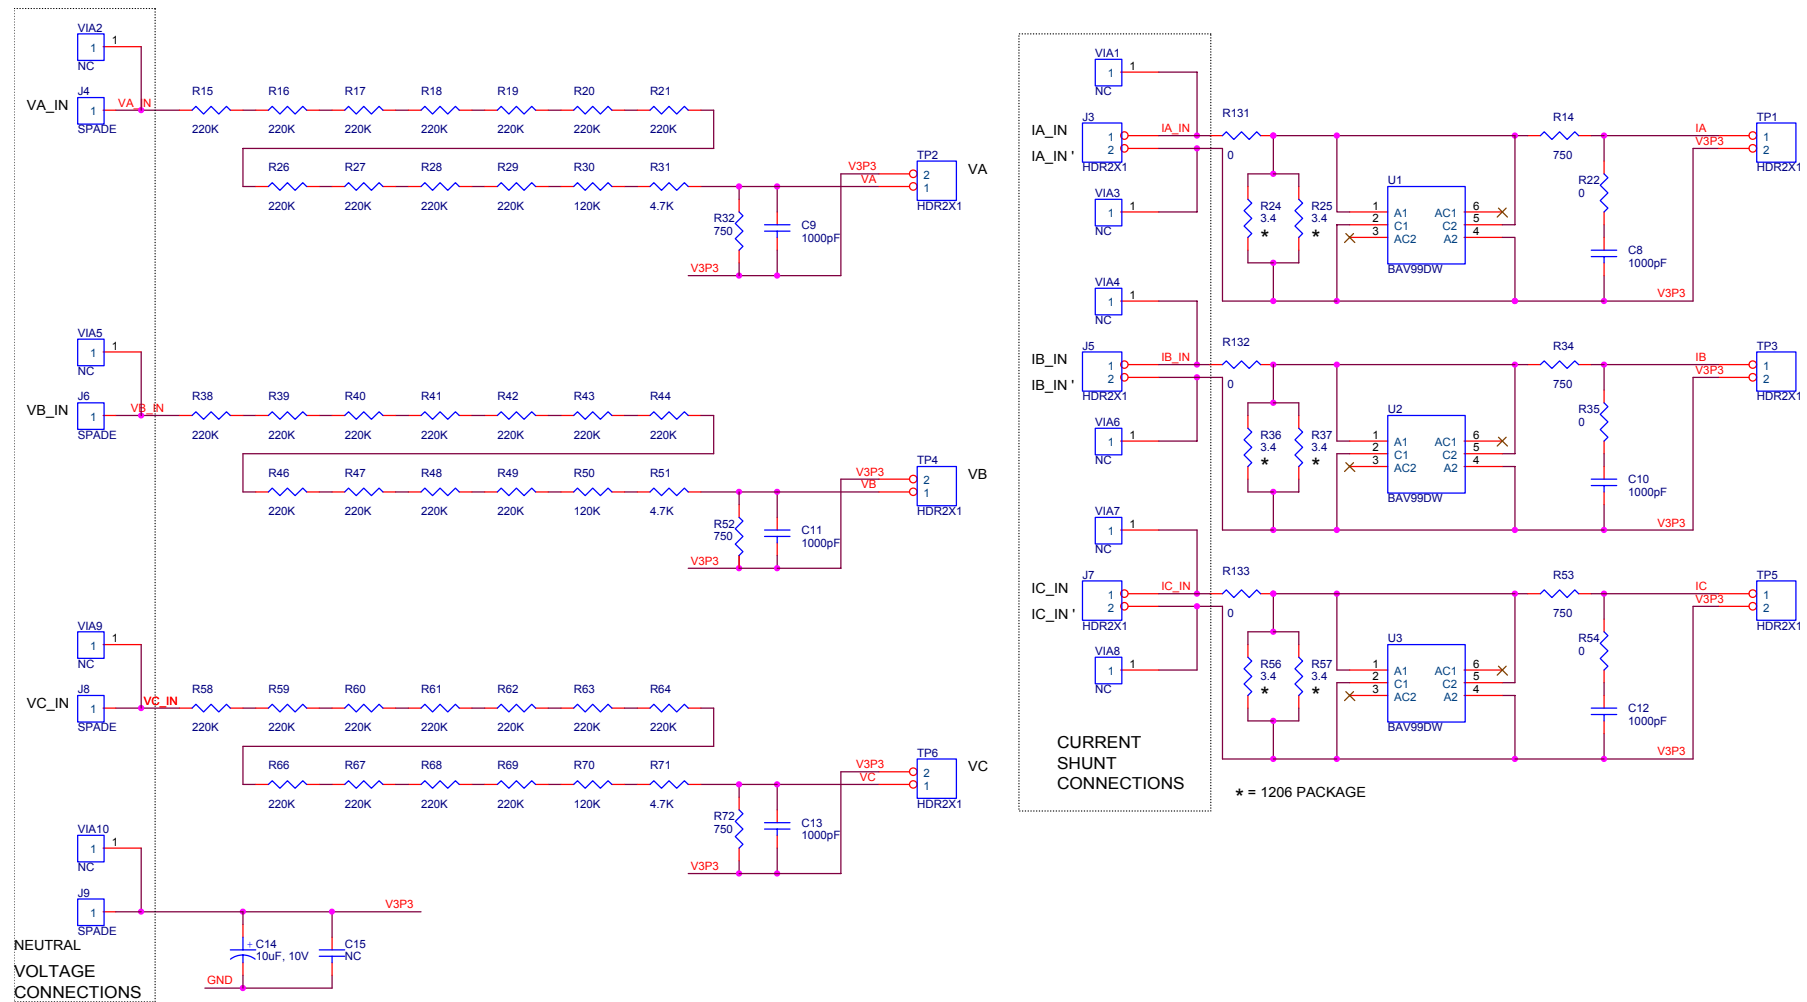 VIA2
1
1
NC
VA_IN
J4
1
SPADE
VA_IN
R15 R16 R17 R18 R19 R20 R21
220K 220K 220K 220K 220K 220K 220K
R26 R27 R28 R29 R30 R31
220K 220K 220K 220K 120K 4.7K
V3P3
VA
TP2
2
1
HDR2X1
VA
R32
750
C9
1000pF
V3P3
VIA5
1
1
NC
VB_IN
J6
1
SPADE
VB_IN
R38 R39 R40 R41 R42 R43 R44
220K 220K 220K 220K 220K 220K 220K
R46 R47 R48 R49 R50 R51
220K 220K 220K 220K 120K 4.7K
V3P3
VB
TP4
2
1
HDR2X1
VB
R52
750
C11
1000pF
V3P3
VIA9
1
1
NC
VC_IN
J8
1
SPADE
VC_IN
R58 R59 R60 R61 R62 R63 R64
220K 220K 220K 220K 220K 220K 220K
R66 R67 R68 R69 R70 R71
220K 220K 220K 220K 120K 4.7K
V3P3
VC
TP6
2
1
HDR2X1
VC
R72
750
C13
1000pF
V3P3
VIA10
1
1
NC
J9
1
SPADE
V3P3
NEUTRAL
+
C14
10uF, 10V
C15
NC
GND
VOLTAGE
CONNECTIONS
VIA1
1
1
NC
IA_IN
IA_IN '
J3
1
2
HDR2X1
IA_IN
VIA3
1
1
NC
R131
0
R24
3.4
*
R25
3.4
*
U1
1 A1 AC1 6
2 C1 C2 5
3 AC2 A2 4
BAV99DW
R14
750
R22
0
C8
1000pF
IA
V3P3
TP1
1
2
HDR2X1
V3P3
VIA4
1
1
NC
IB_IN
IB_IN '
J5
1
2
HDR2X1
IB_IN
VIA6
1
1
NC
R132
0
R36
3.4
*
R37
3.4
*
U2
1 A1 AC1 6
2 C1 C2 5
3 AC2 A2 4
BAV99DW
R34
750
R35
0
C10
1000pF
IB
V3P3
TP3
1
2
HDR2X1
V3P3
VIA7
1
1
NC
IC_IN
IC_IN '
J7
1
2
HDR2X1
IC_IN
VIA8
1
1
NC
R133
0
R56
3.4
*
R57
3.4
*
U3
1 A1 AC1 6
2 C1 C2 5
3 AC2 A2 4
BAV99DW
R53
750
R54
0
C12
1000pF
IC
V3P3
TP5
1
2
HDR2X1
V3P3
CURRENT
SHUNT
CONNECTIONS
* = 1206 PACKAGE